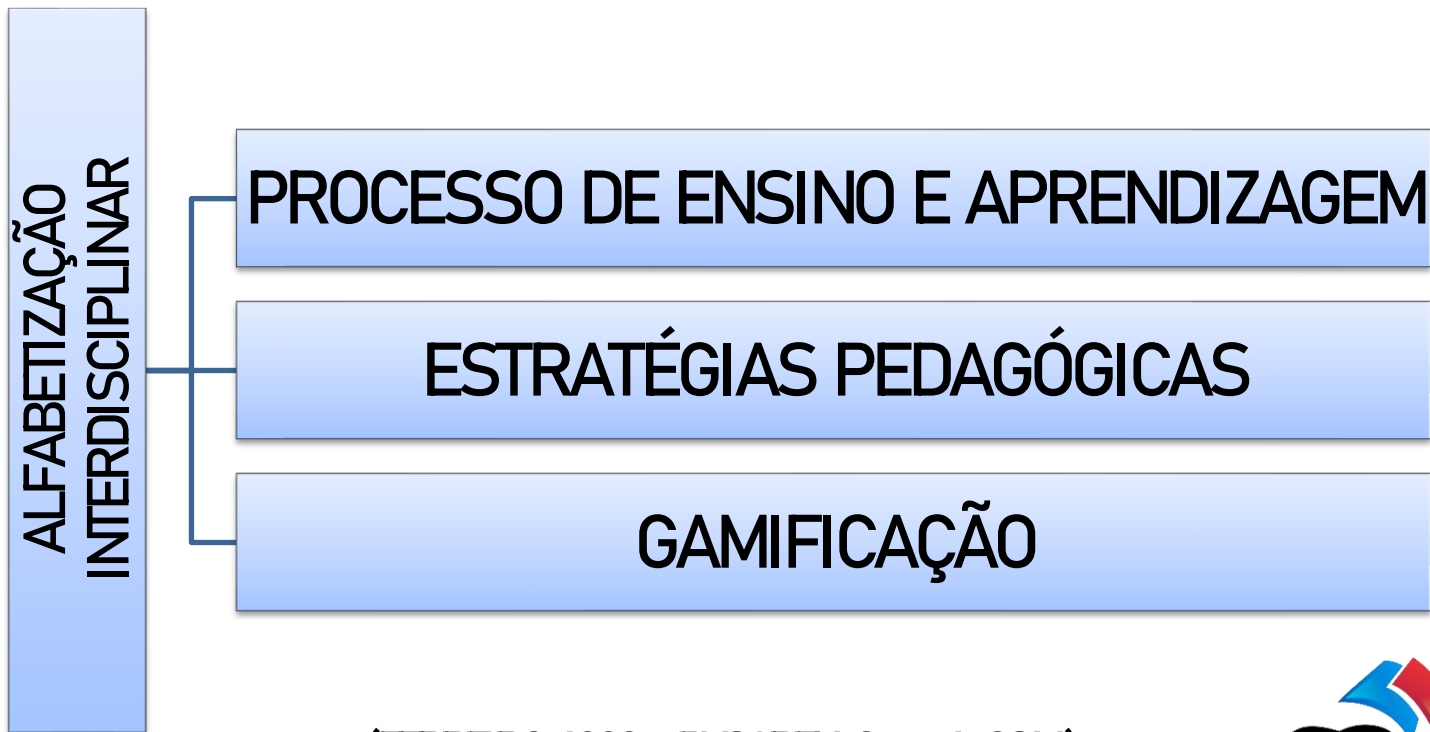 ALFABETIZAÇÃO
INTERDISCIPLINAR
PROCESSO DE ENSINO E APRENDIZAGEM
ESTRATÉGIAS PEDAGÓGICAS
GAMIFICAÇÃO